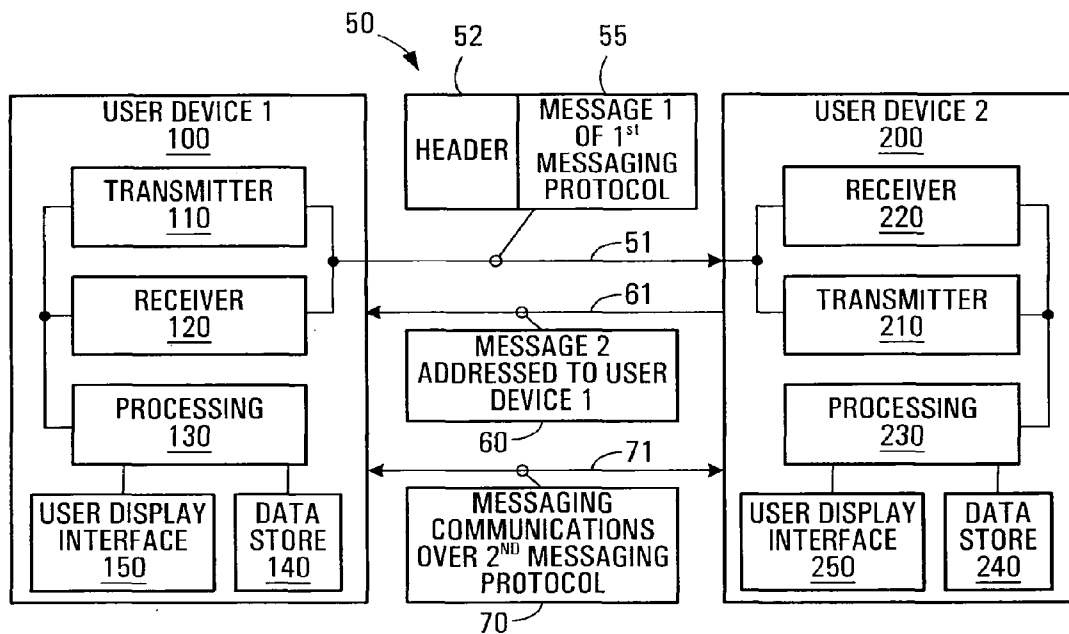 50
52
55
USER DEVICE 1
100
TRANSMITTER
110
RECEIVER
120
PROCESSING
130
USER DISPLAY
INTERFACE
150
DATA
STORE
140
HEADER
MESSAGE 1
OF 1st
MESSAGING
PROTOCOL
51
61
MESSAGE 2
ADDRESSED TO USER
DEVICE 1
60
71
MESSAGING
COMMUNICATIONS
OVER 2ND MESSAGING
PROTOCOL
70
USER DEVICE 2
200
RECEIVER
220
TRANSMITTER
210
PROCESSING
230
USER DISPLAY
INTERFACE
250
DATA
STORE
240